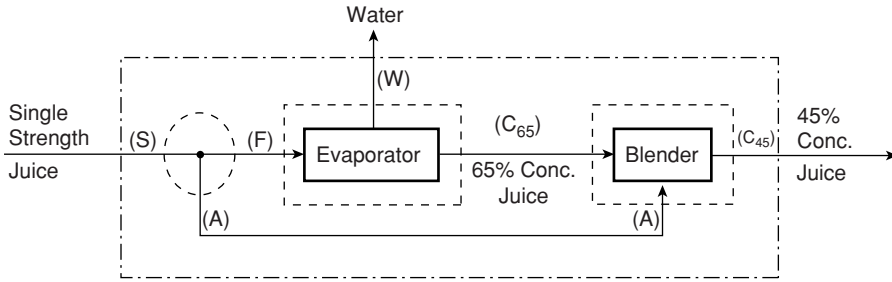 Water
(W)
Single
Strength
Juice
(S)
(F)
Evaporator
(C₆₅)
65% Conc.
Juice
Blender
(C₄₅)
45%
Conc.
Juice
(A)
(A)